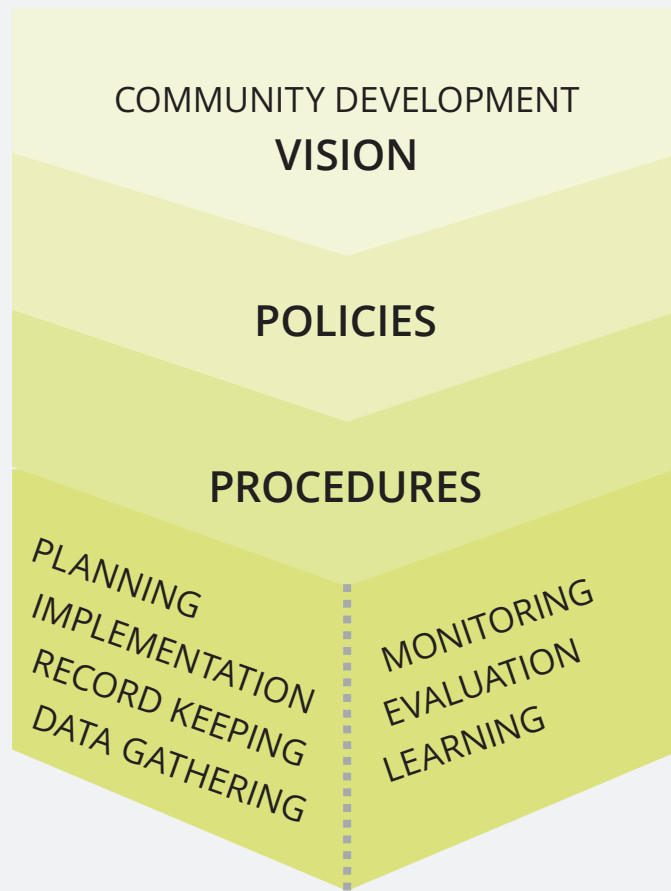 COMMUNITY DEVELOPMENT
VISION
POLICIES
PROCEDURES
PLANNING
IMPLEMENTATION
RECORD KEEPING
DATA GATHERING
MONITORING
EVALUATION
LEARNING